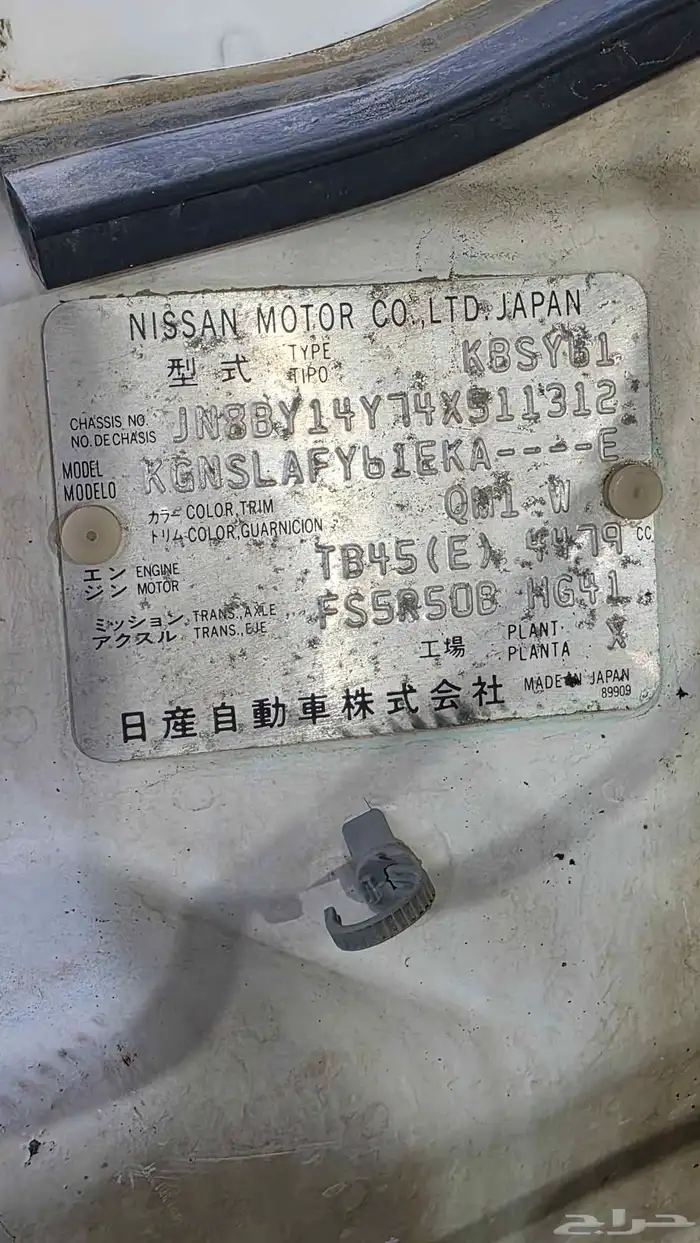 NISSAN MOTOR CO.,LTD.JAPAN
型式 TYPE TIPO KBSY61
CHASSIS NO. NO. DE CHASIS JN8BY14Y74X511312
MODEL MODELO KGNSLAFY61EKA----E
カラー COLOR,TRIM QM1 W
トリム COLOR,GUARNICION
エンジン ENGINE MOTOR TB45(E) 4479 CC
ミッション TRANS.,AXLE FS5R50B HG41
アクスル TRANS.,EJE
工場 PLANT PLANTA X
日産自動車株式会社 MADE IN JAPAN
89909
حراج